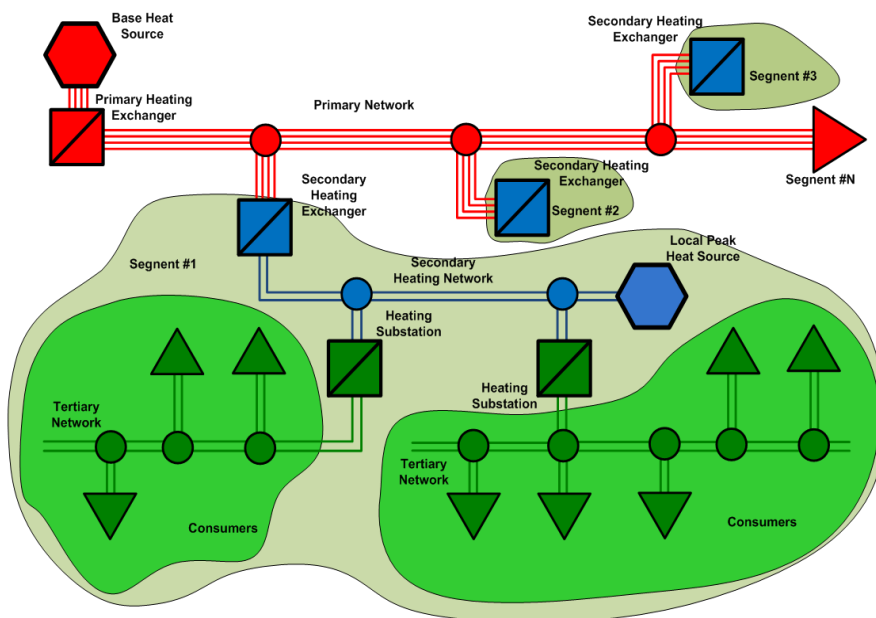 Base Heat
Source
Primary Heating
Exchanger
Primary Network
Secondary Heating
Exchanger
Segnent #3
Segnent #N
Secondary Heating
Exchanger
Segnent #2
Secondary
Heating
Exchanger
Segnent #1
Secondary
Heating Network
Local Peak
Heat Source
Heating
Substation
Heating
Substation
Tertiary
Network
Consumers
Tertiary
Network
Consumers